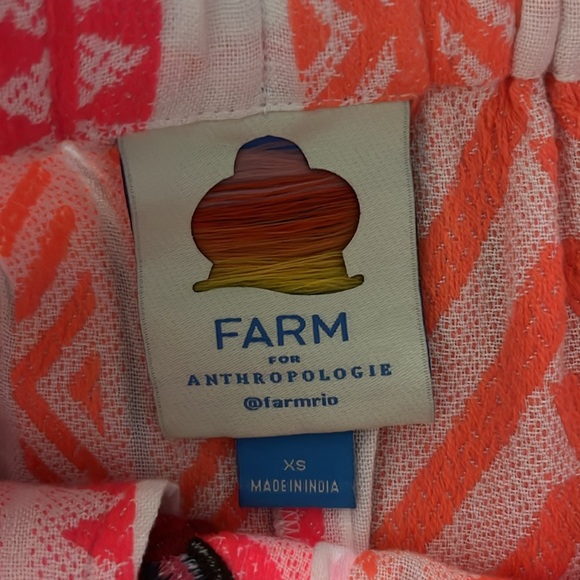 FARM
FOR
ANTHROPOLOGIE
@farmrio
XS
MADE IN INDIA